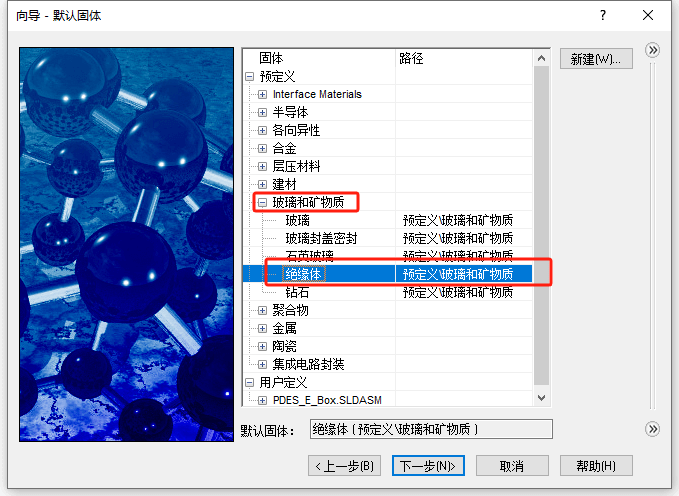 向导 - 默认固体
固体 路径
新建(W)...
预定义
Interface Materials
半导体
各向异性
合金
层压材料
建材
玻璃和矿物质
玻璃 预定义\玻璃和矿物质
玻璃封盖密封 预定义\玻璃和矿物质
石英玻璃 预定义\玻璃和矿物质
绝缘体 预定义\玻璃和矿物质
钻石 预定义\玻璃和矿物质
聚合物
金属
陶瓷
集成电路封装
用户定义
PDES_E_Box.SLDASM
默认固体: 绝缘体 ( 预定义\玻璃和矿物质 )
< 上一步(B) 下一步(N)> 取消 帮助(H)